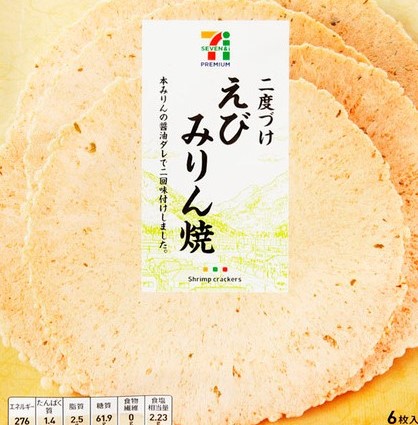 SEVEN&i
PREMIUM
二度づけ
えび
みりん焼
本みりんの醤油ダレで二回味付けしました。
Shrimp crackers
エネルギー たんぱく質 脂質 糖質 食物繊維 食塩相当量
276 1.4 2.5 61.9 0 2.23
6枚入